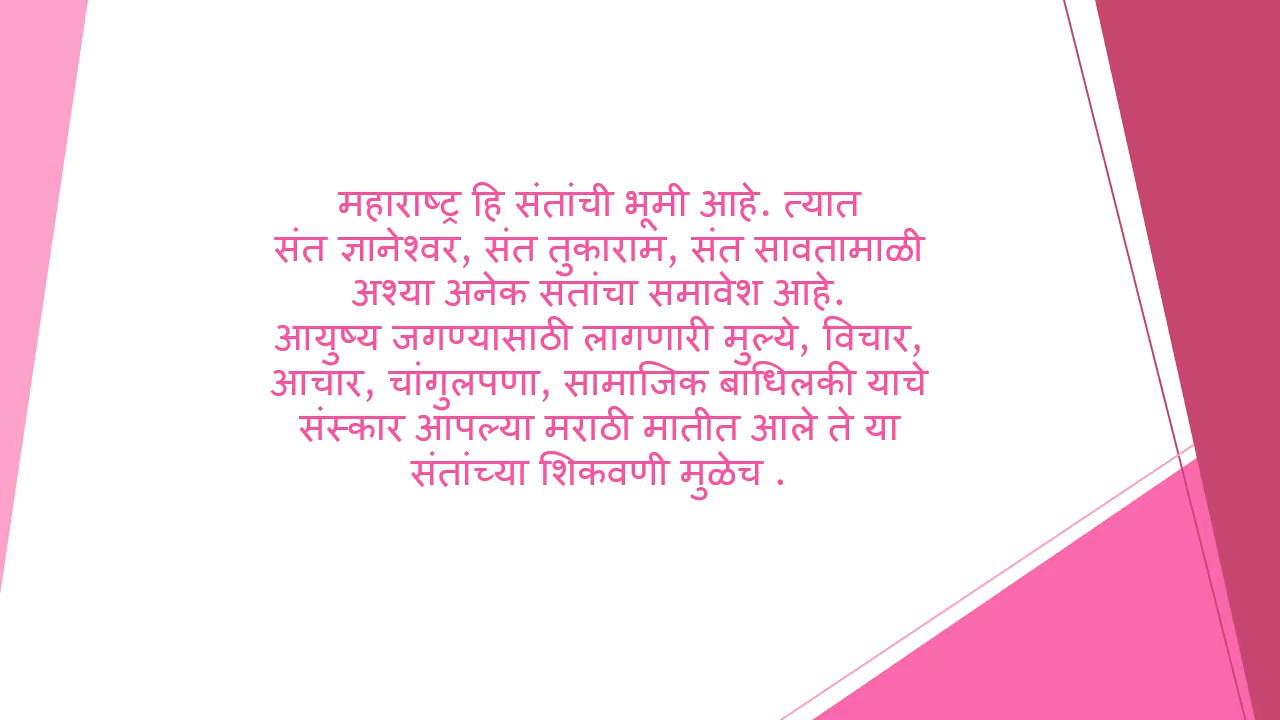 महाराष्ट्र हि संतांची भूमी आहे. त्यात
संत ज्ञानेश्वर, संत तुकाराम, संत सावतामाळी
अश्या अनेक संतांचा समावेश आहे.
आयुष्य जगण्यासाठी लागणारी मुल्ये, विचार,
आचार, चांगुलपणा, सामाजिक बांधिलकी याचे
संस्कार आपल्या मराठी मातीत आले ते या
संतांच्या शिकवणी मुळेच .